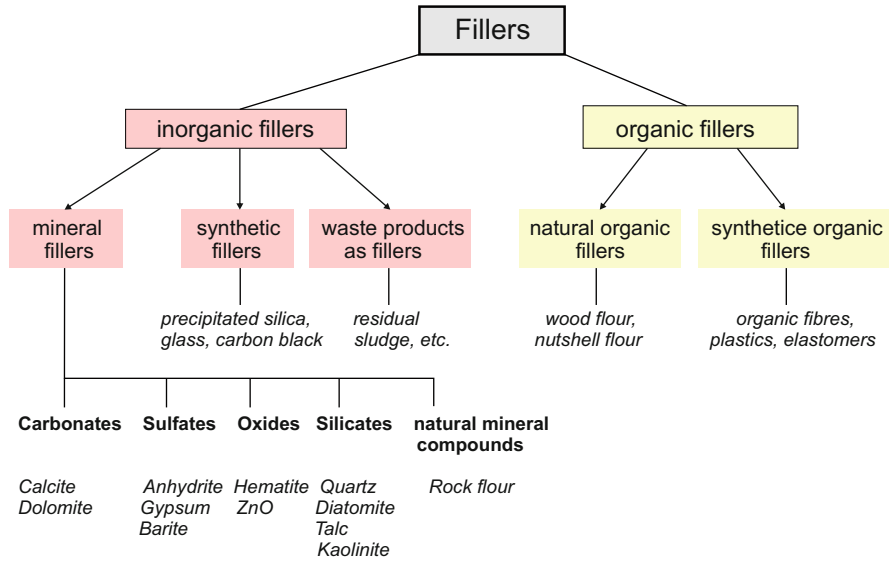 Fillers
inorganic fillers
organic fillers
mineral
fillers
synthetic
fillers
waste products
as fillers
natural organic
fillers
synthetice organic
fillers
precipitated silica,
glass, carbon black
residual
sludge, etc.
wood flour,
nutshell flour
organic fibres,
plastics, elastomers
Carbonates
Calcite
Dolomite
Sulfates
Anhydrite
Gypsum
Barite
Oxides
Hematite
ZnO
Silicates
Quartz
Diatomite
Talc
Kaolinite
natural mineral
compounds
Rock flour